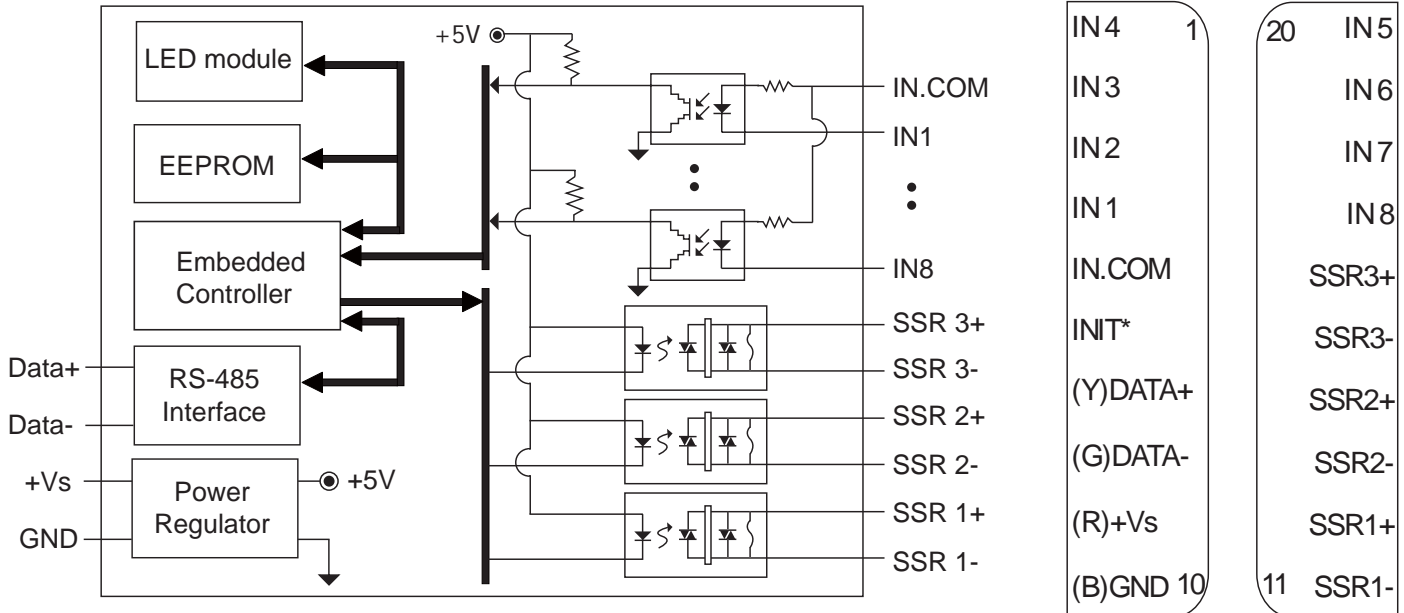 LED module
EEPROM
Embedded
Controller
RS-485
Interface
Power
Regulator
Data+
Data-
+Vs
GND
+5V
+5V
IN.COM
IN1
IN8
SSR 3+
SSR 3-
SSR 2+
SSR 2-
SSR 1+
SSR 1-
IN4 1
IN3
IN2
IN1
IN.COM
INIT*
(Y)DATA+
(G)DATA-
(R)+Vs
(B)GND 10
20 IN5
IN6
IN7
IN8
SSR3+
SSR3-
SSR2+
SSR2-
SSR1+
11 SSR1-